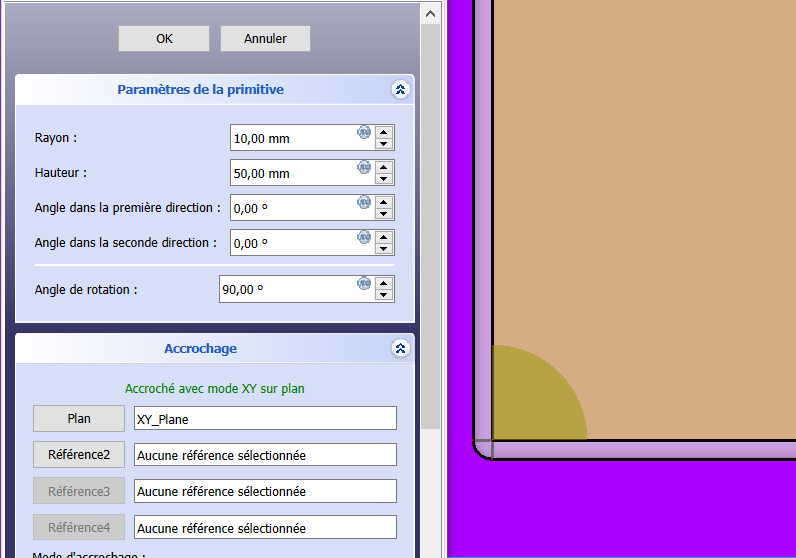 OK Annuler
Paramètres de la primitive
Rayon : 10,00 mm
Hauteur : 50,00 mm
Angle dans la première direction : 0,00 °
Angle dans la seconde direction : 0,00 °
Angle de rotation : 90,00 °
Accrochage
Accroché avec mode XY sur plan
Plan XY_Plane
Référence2 Aucune référence sélectionnée
Référence3 Aucune référence sélectionnée
Référence4 Aucune référence sélectionnée
Mode d'accrochage :